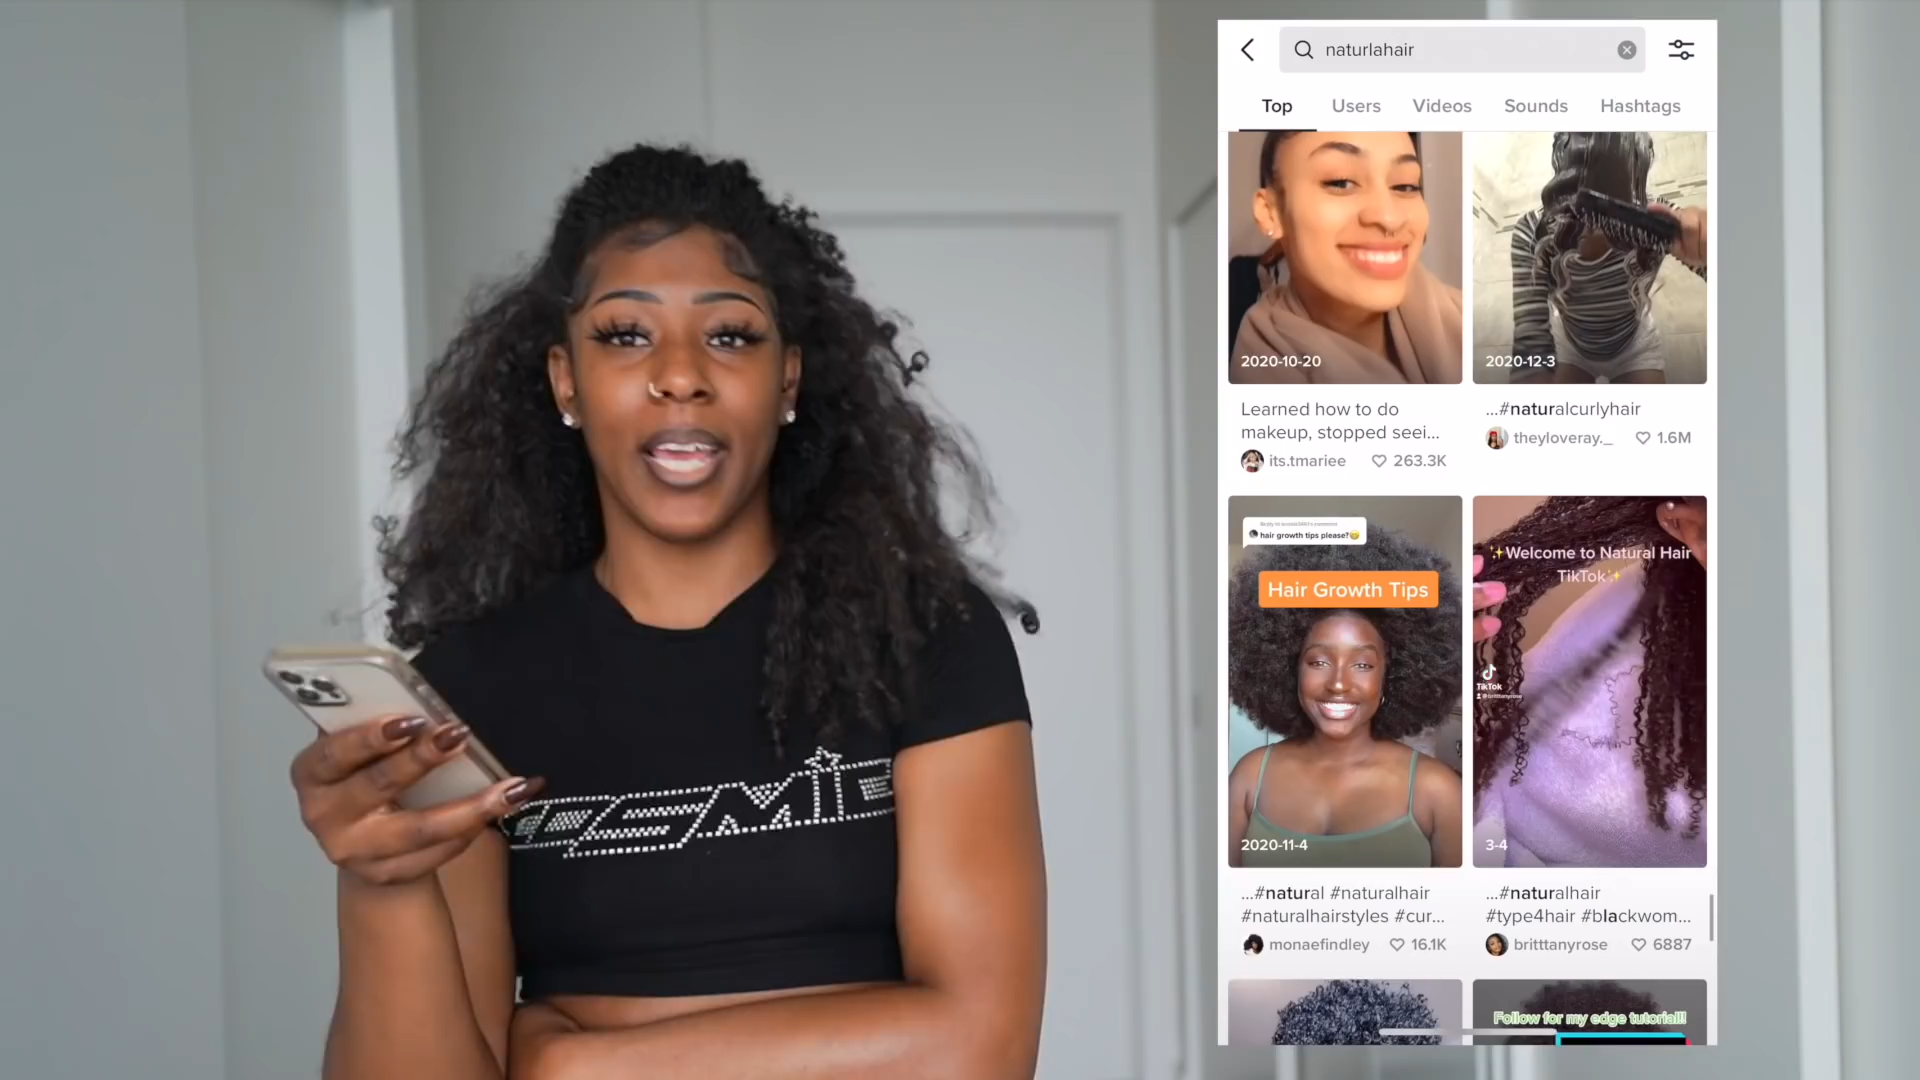 naturlahair
Top Users Videos Sounds Hashtags
2020-10-20
2020-12-3
Learned how to do
makeup, stopped seei...
its.tmariee 263.3K
...#naturalcurlyhair
theyloveray._ 1.6M
hair growth tips please?
Hair Growth Tips
2020-11-4
Welcome to Natural Hair
TikTok
TikTok
3-4
...#natural #naturalhair
#naturalhairstyles #cur...
monaefindley 16.1K
...#naturalhair
#type4hair #blackwom...
britttanyrose 6887
Follow for my edge tutorial!!